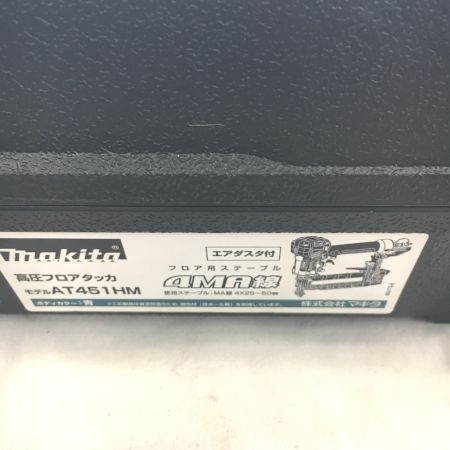 makita®
高圧フロアタッカ
モデルAT451HM
ボディカラー:青
エアダスタ付
フロア用ステープル
4MA線
使用ステープル:MA線 4×25~50mm
株式会社マキタ